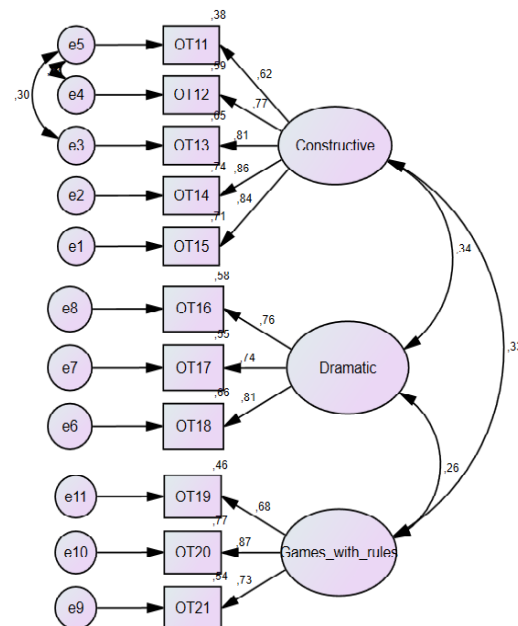 ,38
e5 OT11
,62
,59
,30 e4 OT12 ,77
,65
e3 OT13 ,81 Constructive
,74
e2 OT14 ,86
,71 ,84
e1 OT15
,34
,58
e8 OT16 ,76
,55
e7 OT17 ,74 Dramatic
,66
e6 OT18 ,81
,46 ,26
e11 OT19 ,68
,77
e10 OT20 ,87 Games_with_rules
,54
e9 OT21 ,73